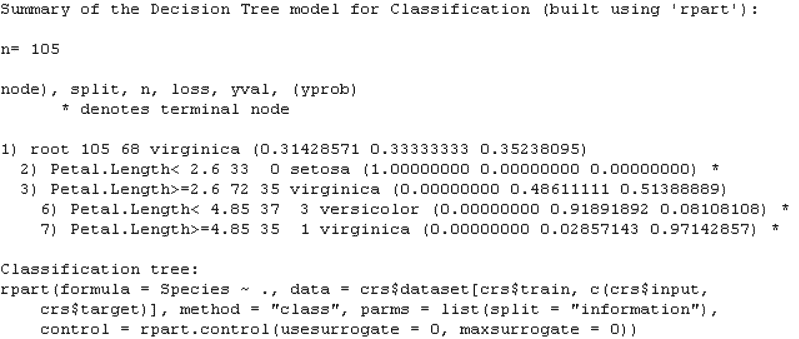 Summary of the Decision Tree model for Classification (built using 'rpart'):
n= 105
node), split, n, loss, yval, (yprob)
* denotes terminal node
1) root 105 68 virginica (0.31428571 0.33333333 0.35238095)
2) Petal.Length< 2.6 33  0 setosa (1.00000000 0.00000000 0.00000000) *
3) Petal.Length>=2.6 72 35 virginica (0.00000000 0.48611111 0.51388889)
6) Petal.Length< 4.85 37  3 versicolor (0.00000000 0.91891892 0.08108108) *
7) Petal.Length>=4.85 35  1 virginica (0.00000000 0.02857143 0.97142857) *
Classification tree:
rpart(formula = Species ~ ., data = crs$dataset[crs$train, c(crs$input,
crs$target)], method = "class", parms = list(split = "information"),
control = rpart.control(usesurrogate = 0, maxsurrogate = 0))